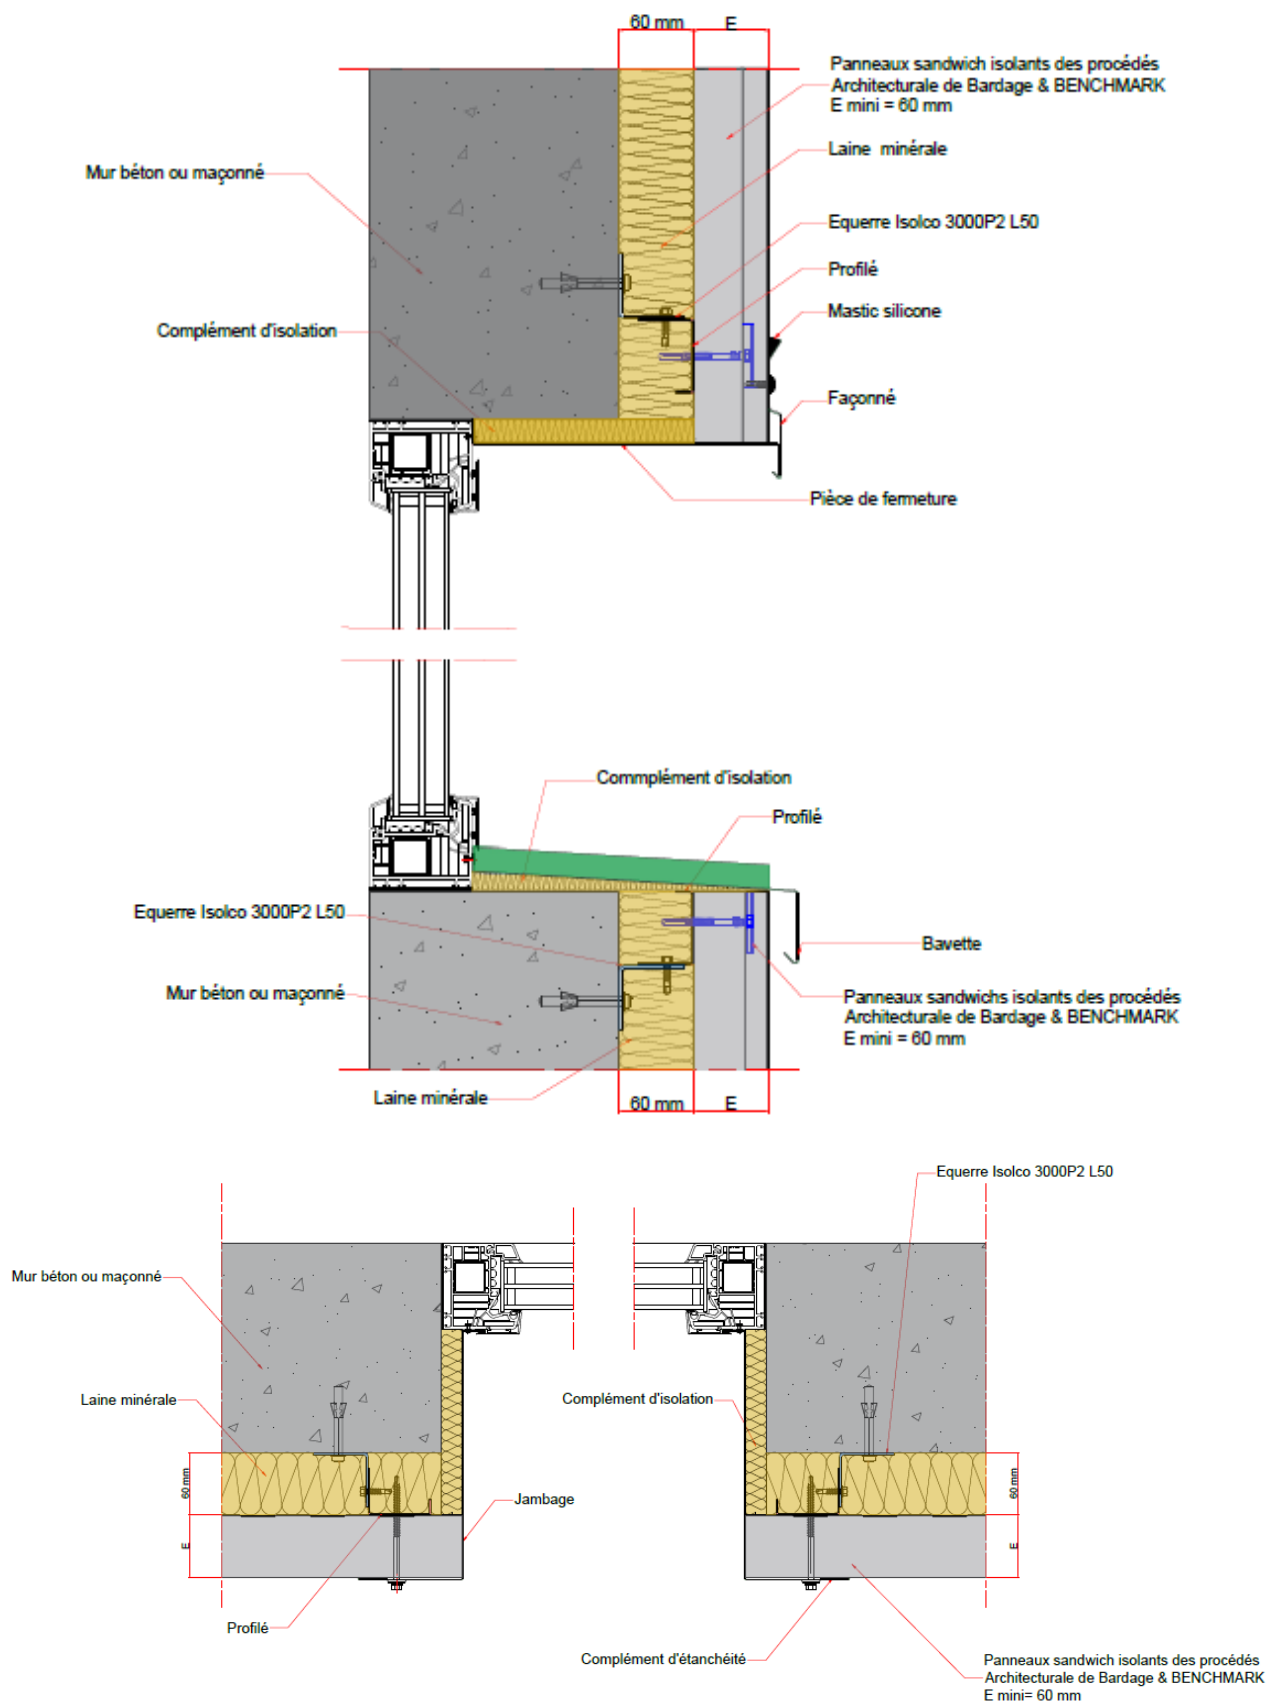 60 mm
E
Panneaux sandwich isolants des procédés
Architecturale de Bardage & BENCHMARK
E mini = 60 mm
Laine minérale
Mur béton ou maçonné
Equerre Isolco 3000P2 L50
Profilé
Mastic silicone
Complément d'isolation
Façonné
Pièce de fermeture
Commplément d'isolation
Profilé
Equerre Isolco 3000P2 L50
Bavette
Mur béton ou maçonné
Panneaux sandwichs isolants des procédés
Architecturale de Bardage & BENCHMARK
E mini = 60 mm
Laine minérale
60 mm
E
Equerre Isolco 3000P2 L50
Mur béton ou maçonné
Laine minérale
Complément d'isolation
60 mm
60 mm
Jambage
E
E
Profilé
Complément d'étanchéité
Panneaux sandwich isolants des procédés
Architecturale de Bardage & BENCHMARK
E mini= 60 mm